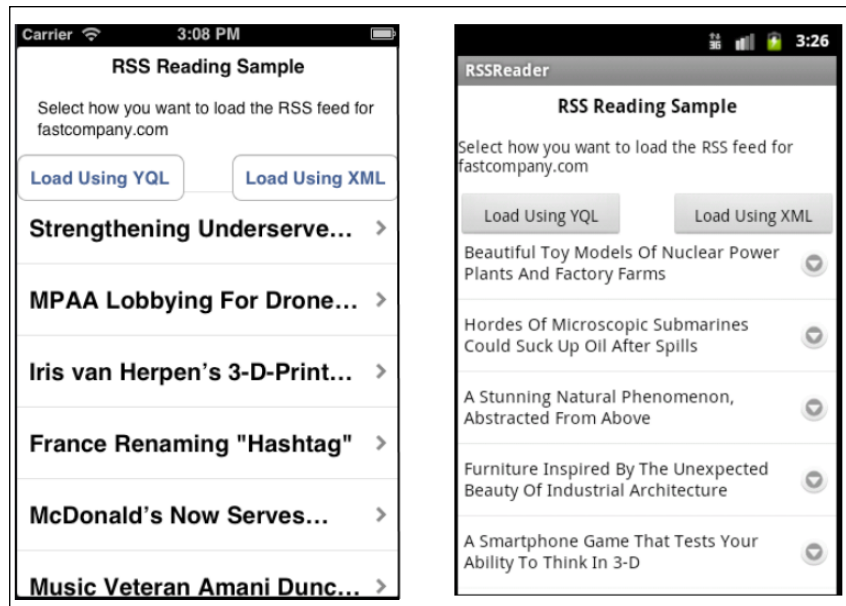 Carrier 3:08 PM
RSS Reading Sample
Select how you want to load the RSS feed for
fastcompany.com
Load Using YQL Load Using XML
Strengthening Underserve...
MPAA Lobbying For Drone...
Iris van Herpen's 3-D-Print...
France Renaming "Hashtag"
McDonald's Now Serves...
Music Veteran Amani Dunc...
3G 3:26
RSSReader
RSS Reading Sample
Select how you want to load the RSS feed for
fastcompany.com
Load Using YQL Load Using XML
Beautiful Toy Models Of Nuclear Power
Plants And Factory Farms
Hordes Of Microscopic Submarines
Could Suck Up Oil After Spills
A Stunning Natural Phenomenon,
Abstracted From Above
Furniture Inspired By The Unexpected
Beauty Of Industrial Architecture
A Smartphone Game That Tests Your
Ability To Think In 3-D